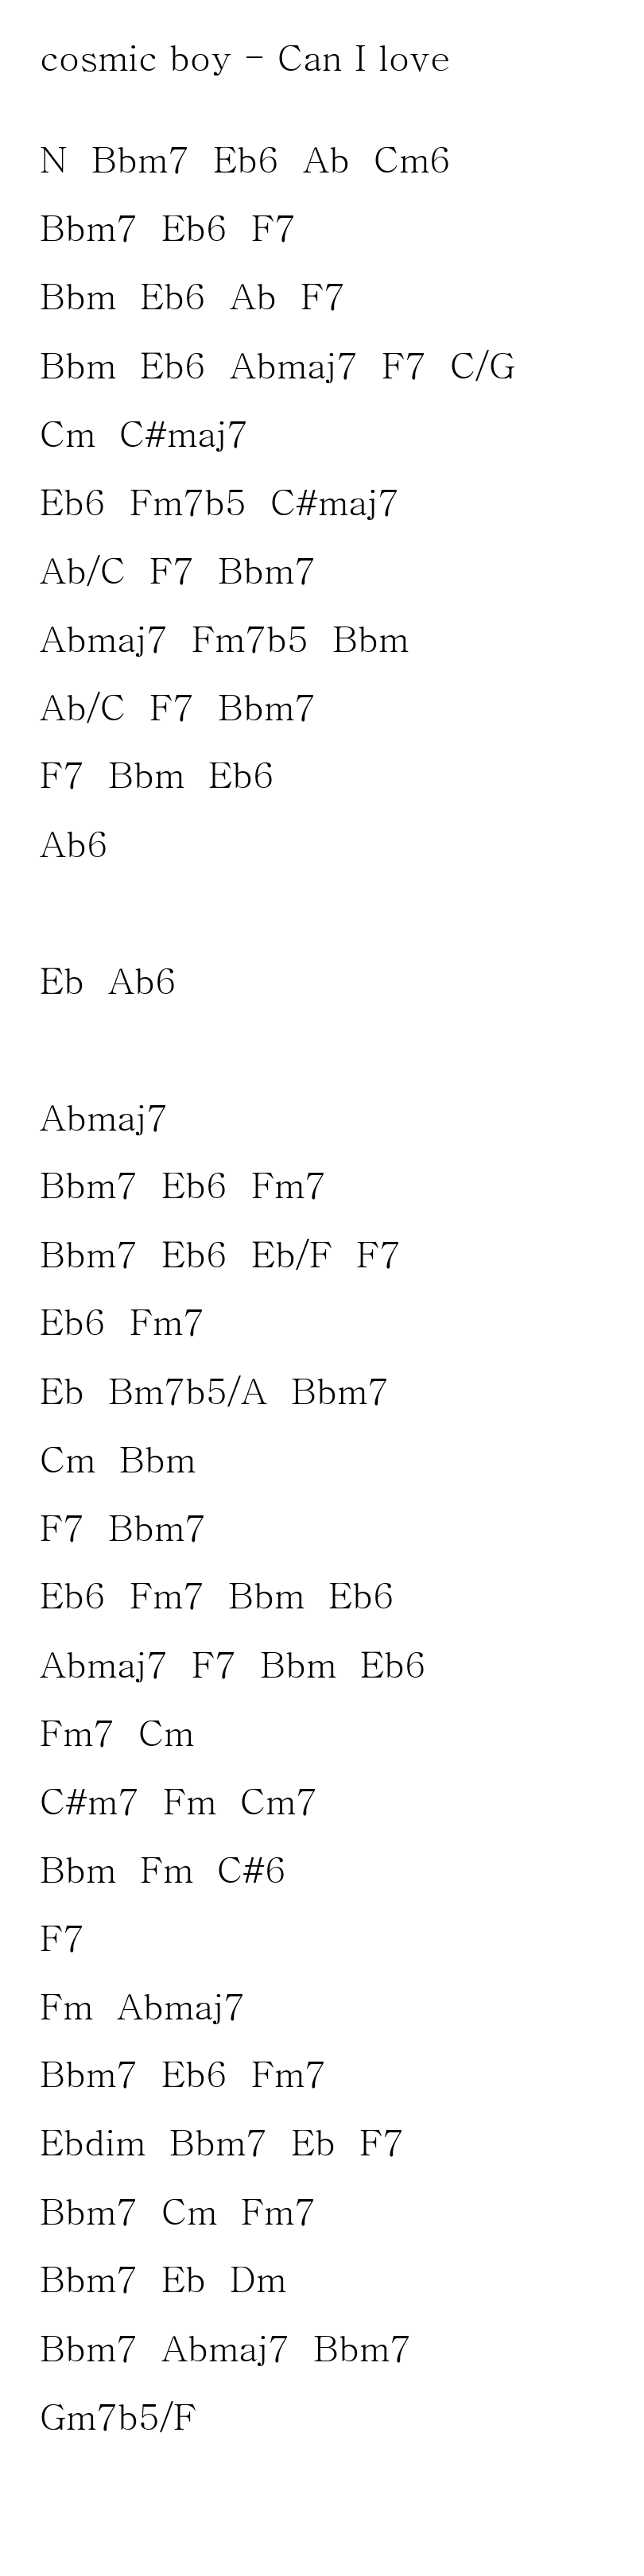 cosmic boy - Can I love
N Bbm7 Eb6 Ab Cm6
Bbm7 Eb6 F7
Bbm Eb6 Ab F7
Bbm Eb6 Abmaj7 F7 C/G
Cm C#maj7
Eb6 Fm7b5 C#maj7
Ab/C F7 Bbm7
Abmaj7 Fm7b5 Bbm
Ab/C F7 Bbm7
F7 Bbm Eb6
Ab6
Eb Ab6
Abmaj7
Bbm7 Eb6 Fm7
Bbm7 Eb6 Eb/F F7
Eb6 Fm7
Eb Bm7b5/A Bbm7
Cm Bbm
F7 Bbm7
Eb6 Fm7 Bbm Eb6
Abmaj7 F7 Bbm Eb6
Fm7 Cm
C#m7 Fm Cm7
Bbm Fm C#6
F7
Fm Abmaj7
Bbm7 Eb6 Fm7
Ebdim Bbm7 Eb F7
Bbm7 Cm Fm7
Bbm7 Eb Dm
Bbm7 Abmaj7 Bbm7
Gm7b5/F